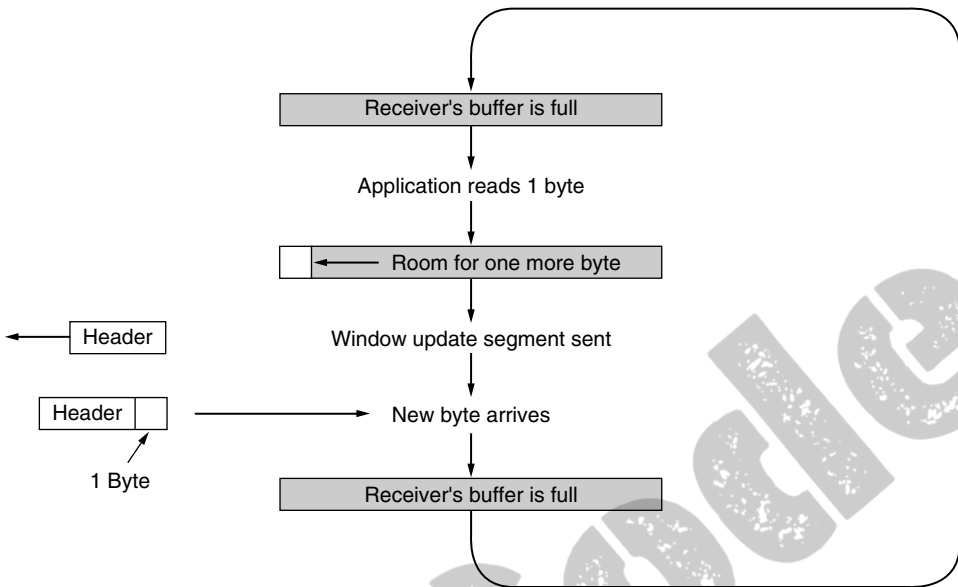 Receiver's buffer is full
Application reads 1 byte
Room for one more byte
Header
Window update segment sent
Header
New byte arrives
1 Byte
Receiver's buffer is full